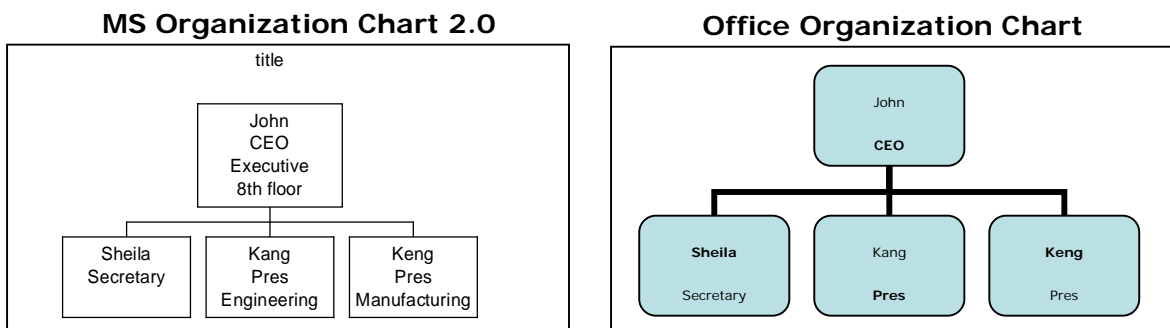 MS Organization Chart 2.0
title
John
CEO
Executive
8th floor
Sheila
Secretary
Kang
Pres
Engineering
Keng
Pres
Manufacturing
Office Organization Chart
John
CEO
Sheila
Secretary
Kang
Pres
Keng
Pres